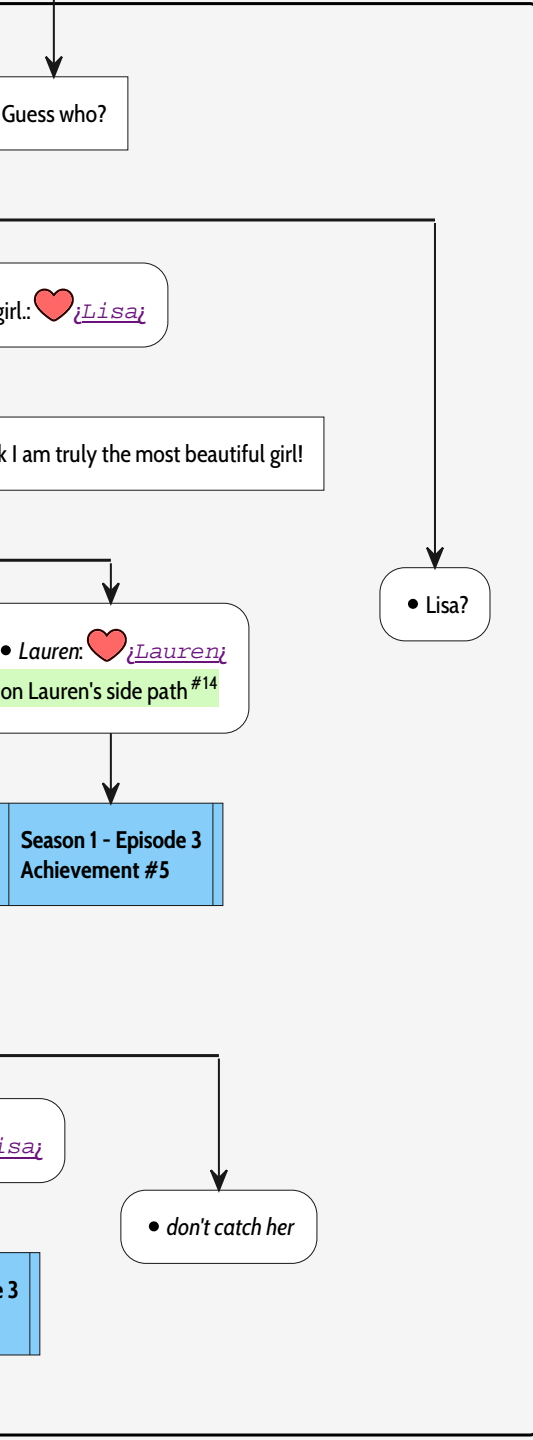 Guess who?
girl.: ¿Lisa¿
k I am truly the most beautiful girl!
• Lisa?
• Lauren: ¿Lauren¿
on Lauren's side path #14
Season 1 - Episode 3
Achievement #5
isa¿
• don't catch her
e 3